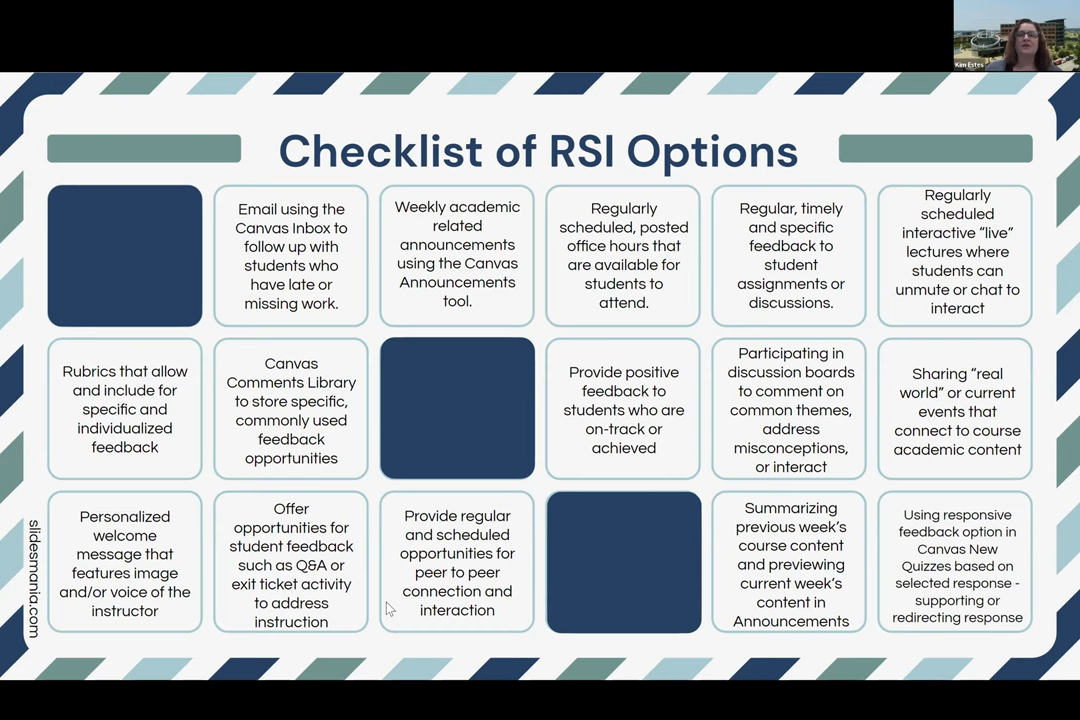 Kim Estes
Checklist of RSI Options
Email using the
Canvas Inbox to
follow up with
students who
have late or
missing work.
Weekly academic
related
announcements
using the Canvas
Announcements
tool.
Regularly
scheduled, posted
office hours that
are available for
students to
attend.
Regular, timely
and specific
feedback to
student
assignments or
discussions.
Regularly
scheduled
interactive “live”
lectures where
students can
unmute or chat to
interact
Rubrics that allow
and include for
specific and
individualized
feedback
Canvas
Comments Library
to store specific,
commonly used
feedback
opportunities
Provide positive
feedback to
students who are
on-track or
achieved
Participating in
discussion boards
to comment on
common themes,
address
misconceptions,
or interact
Sharing “real
world” or current
events that
connect to course
academic content
Personalized
welcome
message that
features image
and/or voice of the
instructor
Offer
opportunities for
student feedback
such as Q&A or
exit ticket activity
to address
instruction
Provide regular
and scheduled
opportunities for
peer to peer
connection and
interaction
Summarizing
previous week’s
course content
and previewing
current week’s
content in
Announcements
Using responsive
feedback option in
Canvas New
Quizzes based on
selected response -
supporting or
redirecting response
slidesmania.com